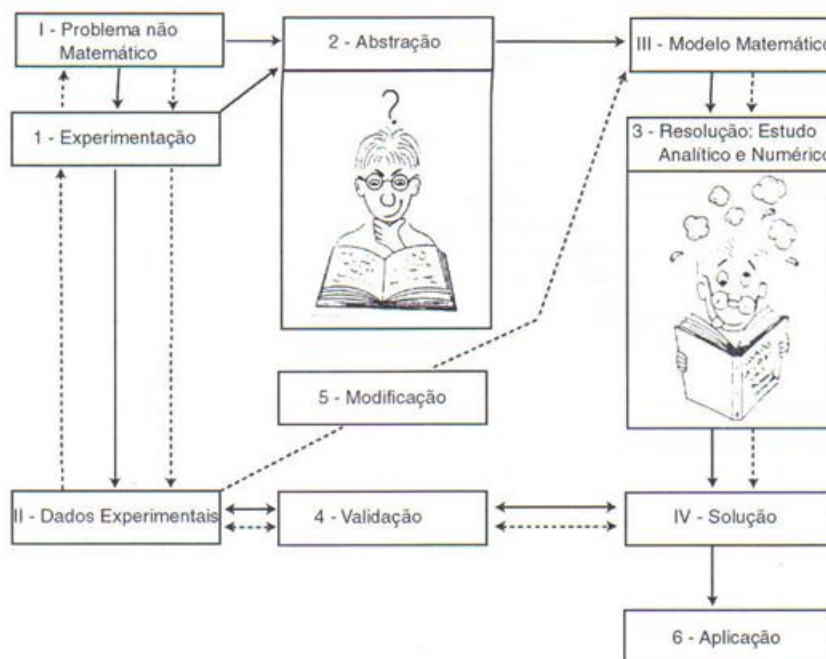 I - Problema não
Matemático
2 - Abstração
III - Modelo Matemático
1 - Experimentação
?
3 - Resolução: Estudo
Analítico e Numérico
5 - Modificação
II - Dados Experimentais
4 - Validação
IV - Solução
6 - Aplicação